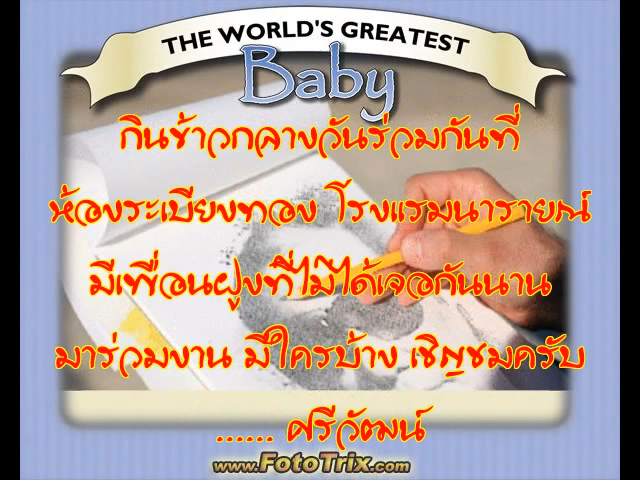 THE WORLD'S GREATEST
Baby
กินข้าวกลางวันร่วมกันที่
ห้องระเบียงทอง โรงแรมนารายณ์
มีเพื่อนฝูงที่ไม่ได้เจอกันนาน
มาร่วมงาน มีใครบ้าง เชิญชมครับ
...... ศรีวัฒน์
www.FotoTrix.com